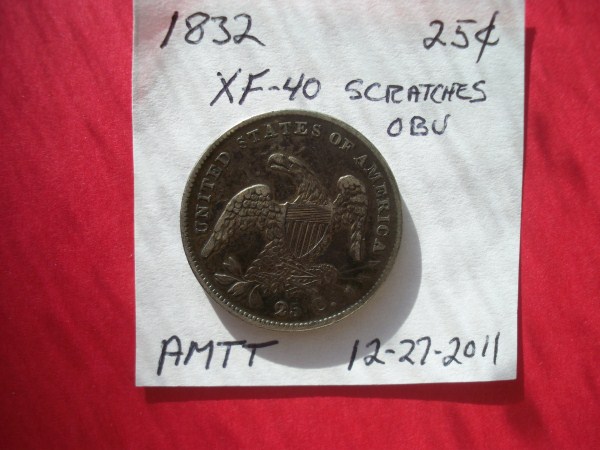 1832 25¢
XF-40 SCRATCHES
OBV
UNITED STATES OF AMERICA
25 C.
AMTT 12-27-2011